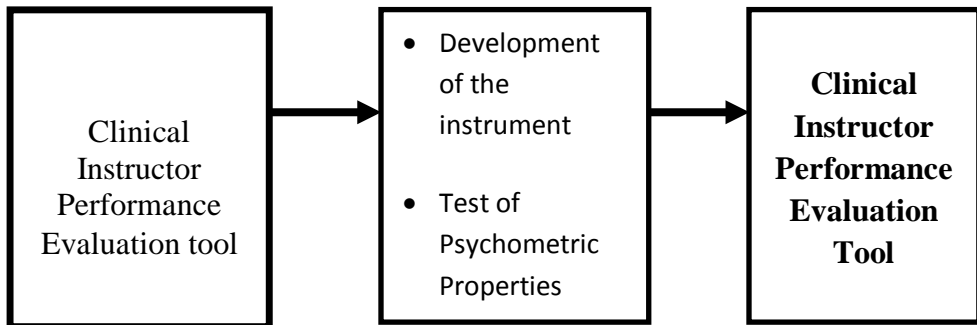 Clinical
Instructor
Performance
Evaluation tool
• Development
of the
instrument
• Test of
Psychometric
Properties
Clinical
Instructor
Performance
Evaluation
Tool